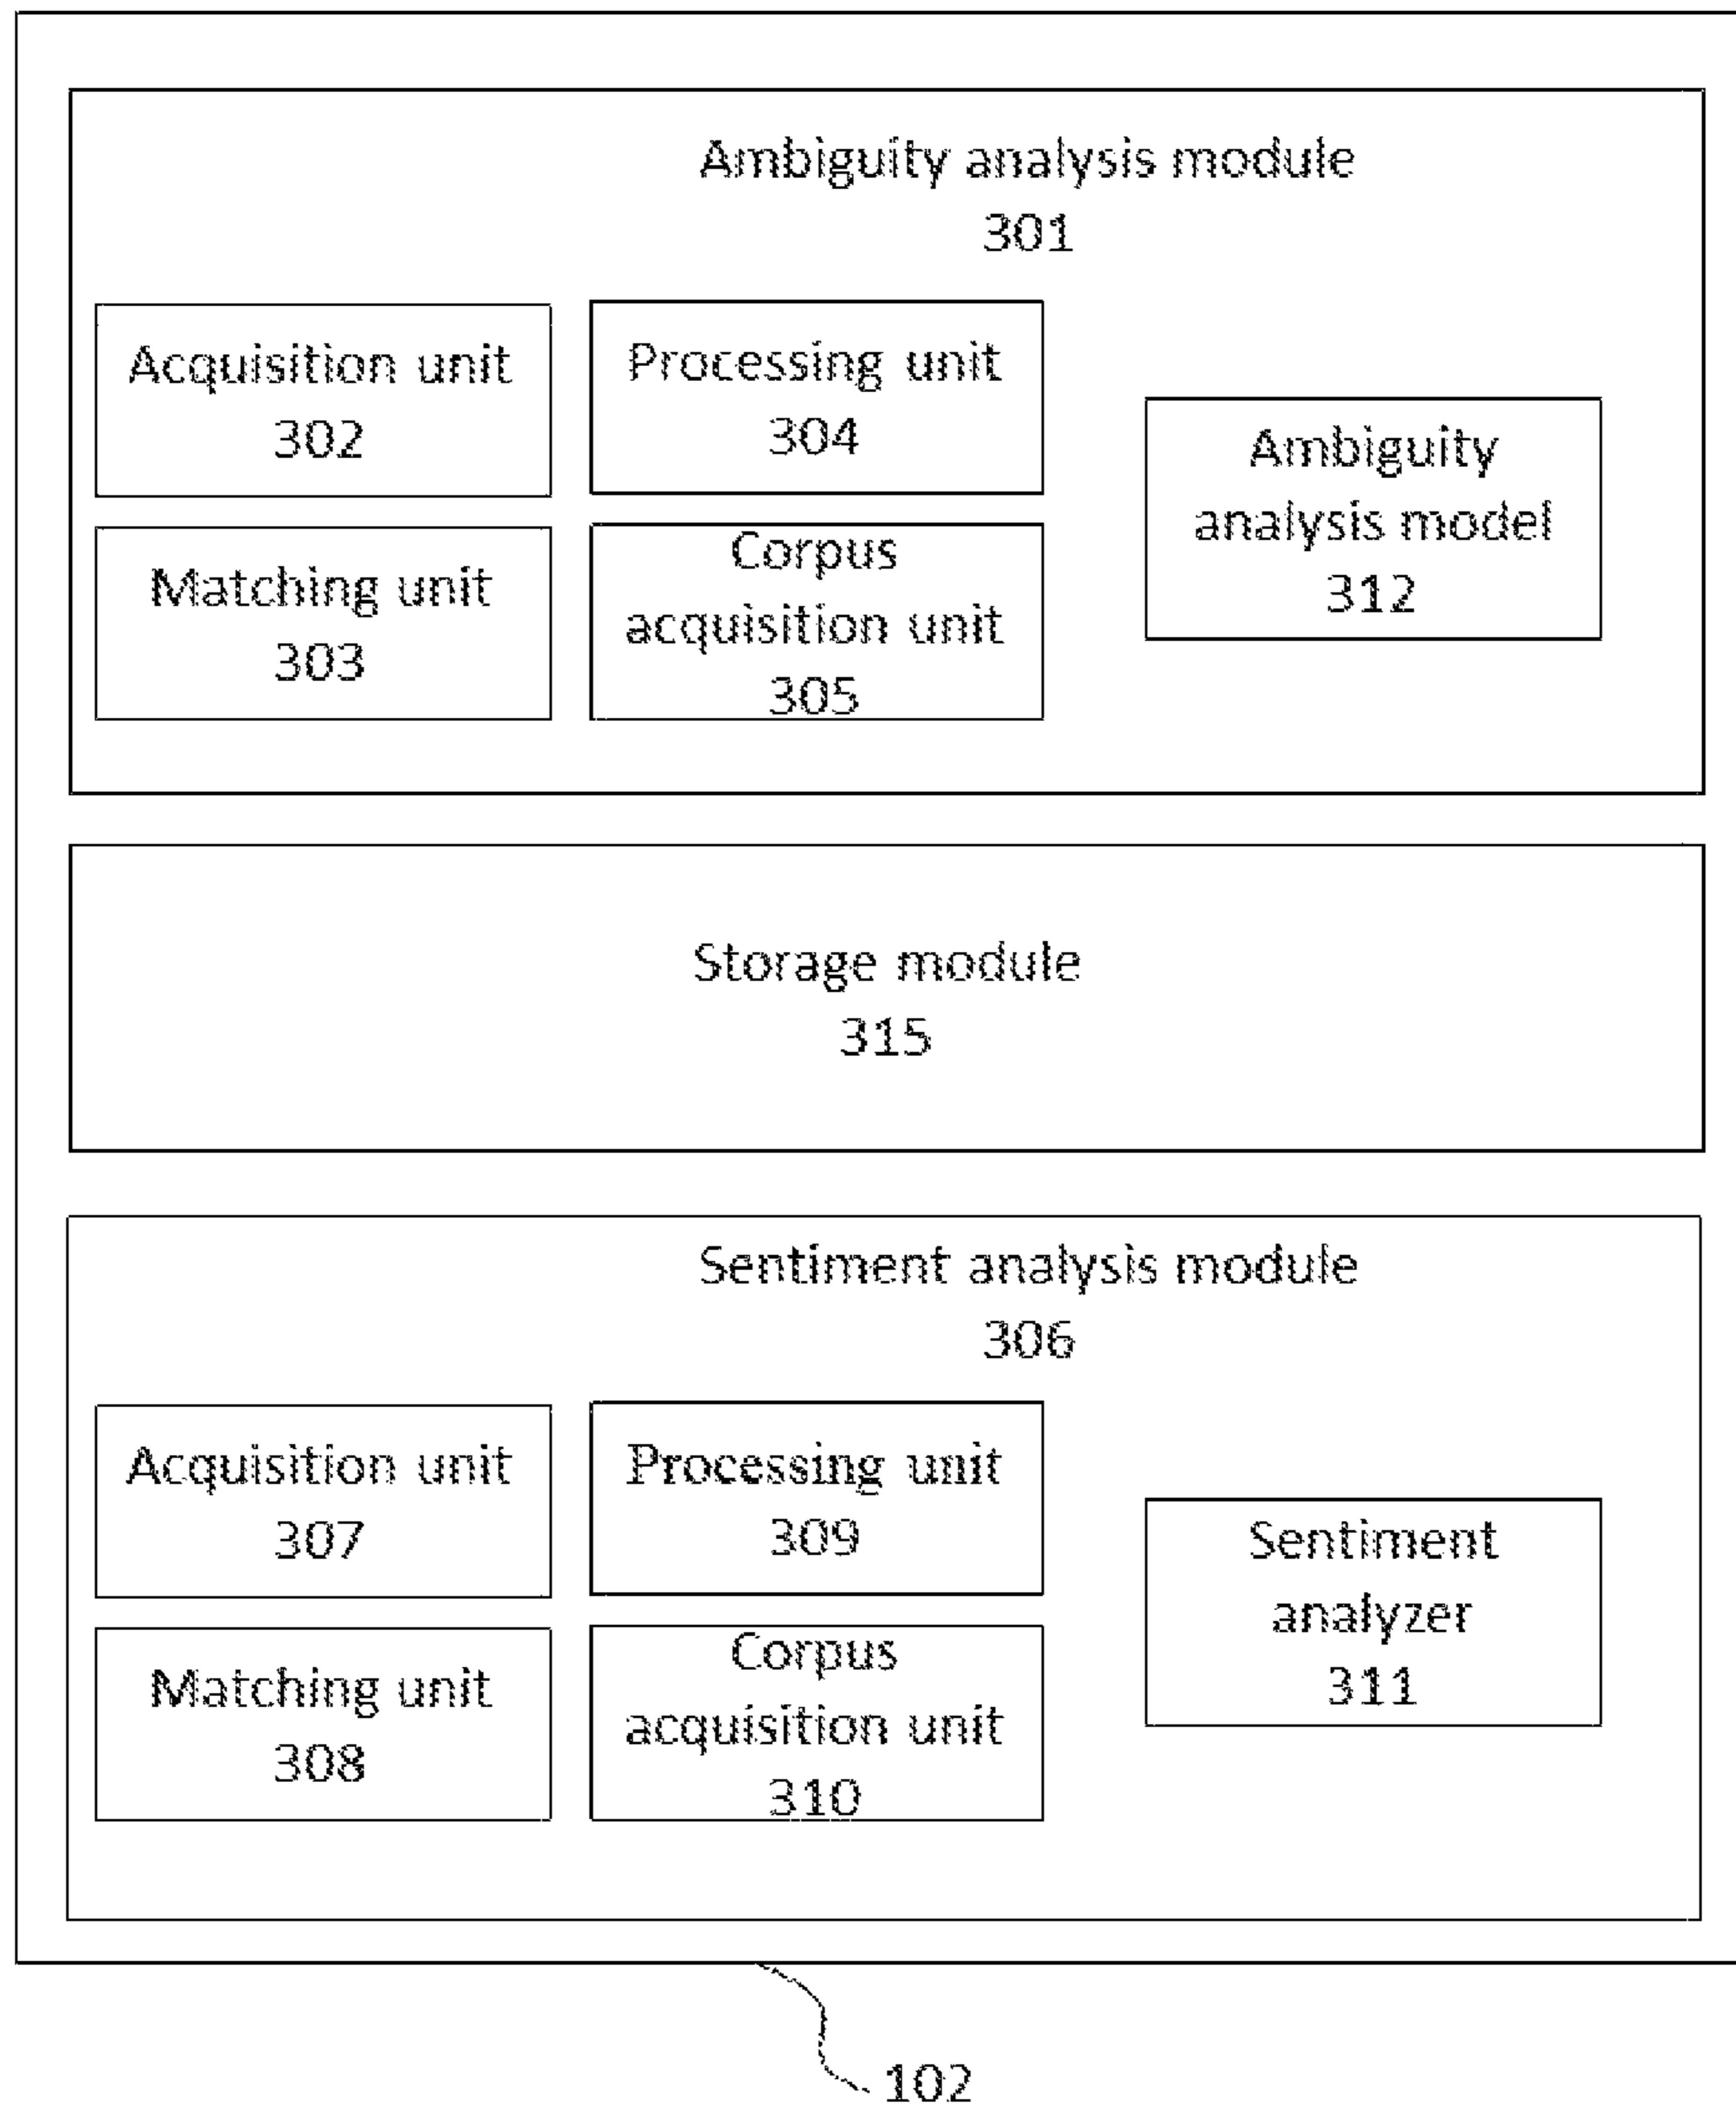 Ambiguity analysis module
301
Acquisition unit
302
Processing unit
304
Matching unit
303
Corpus
acquisition unit
305
Ambiguity
analysis model
312
Storage module
315
Sentiment analysis module
306
Acquisition unit
307
Processing unit
309
Matching unit
308
Corpus
acquisition unit
310
Sentiment
analyzer
311
102